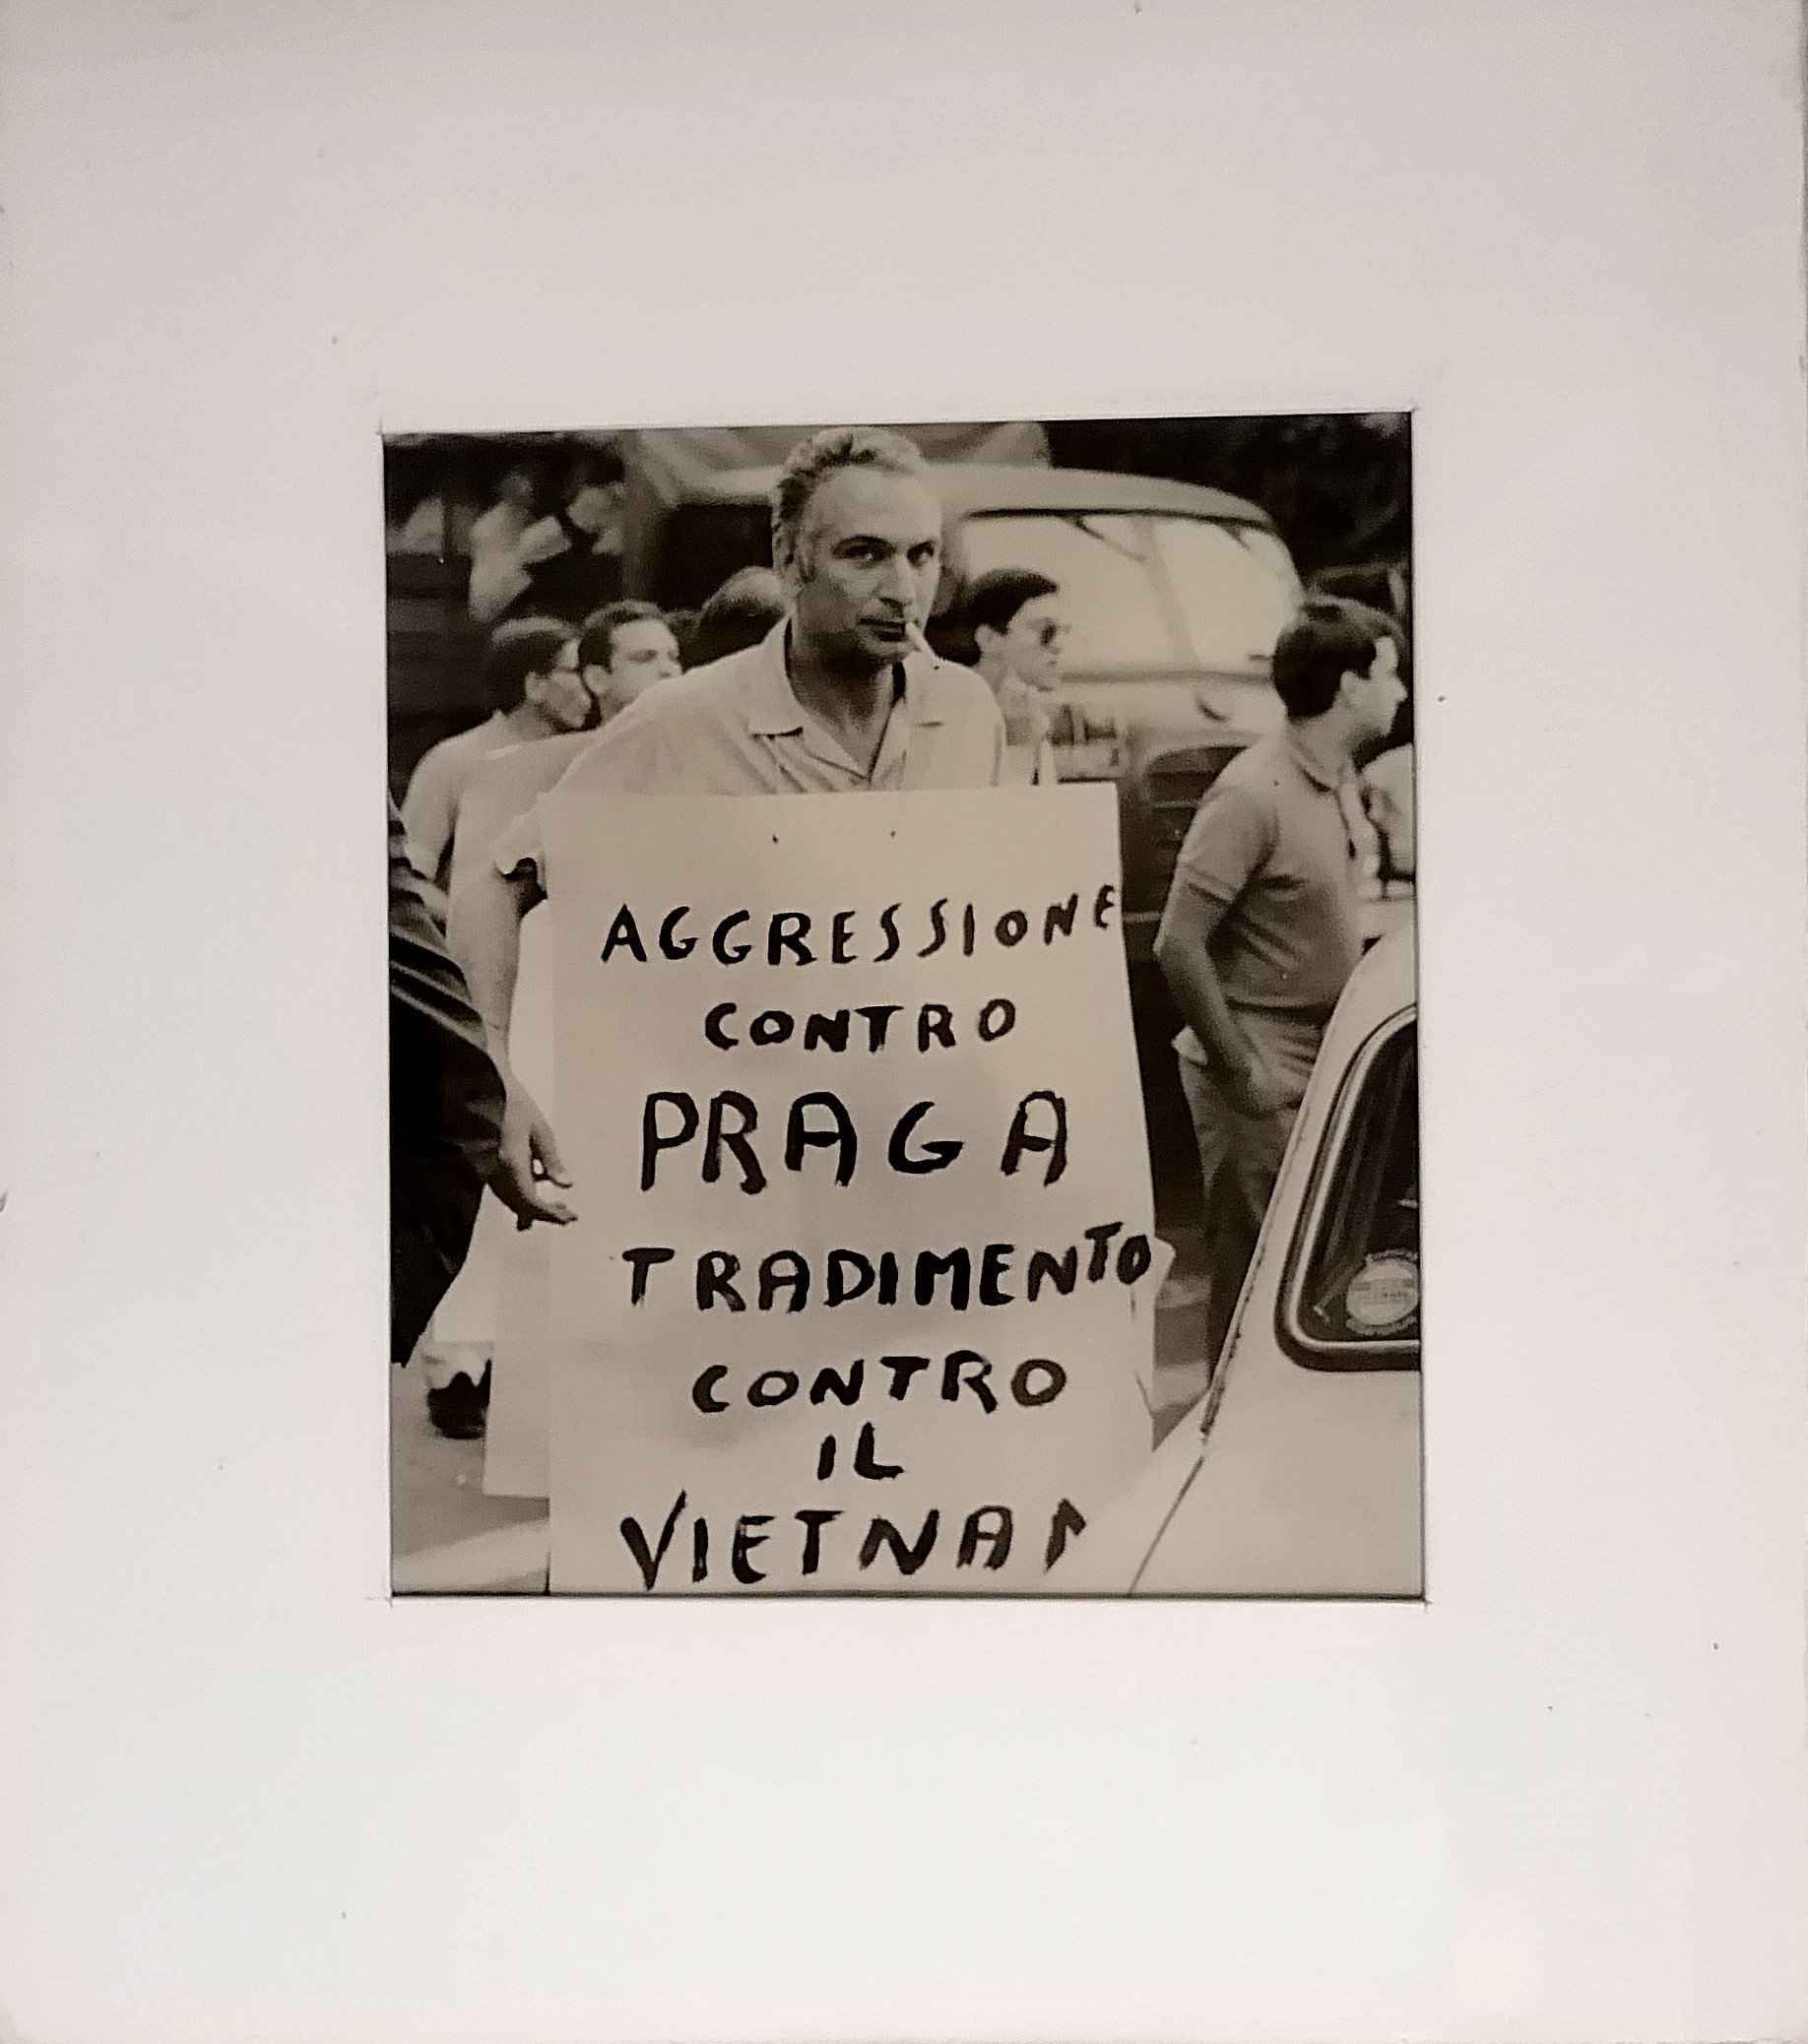 AGGRESSIONE
CONTRO
PRAGA
TRADIMENTO
CONTRO
IL
VIETNAM